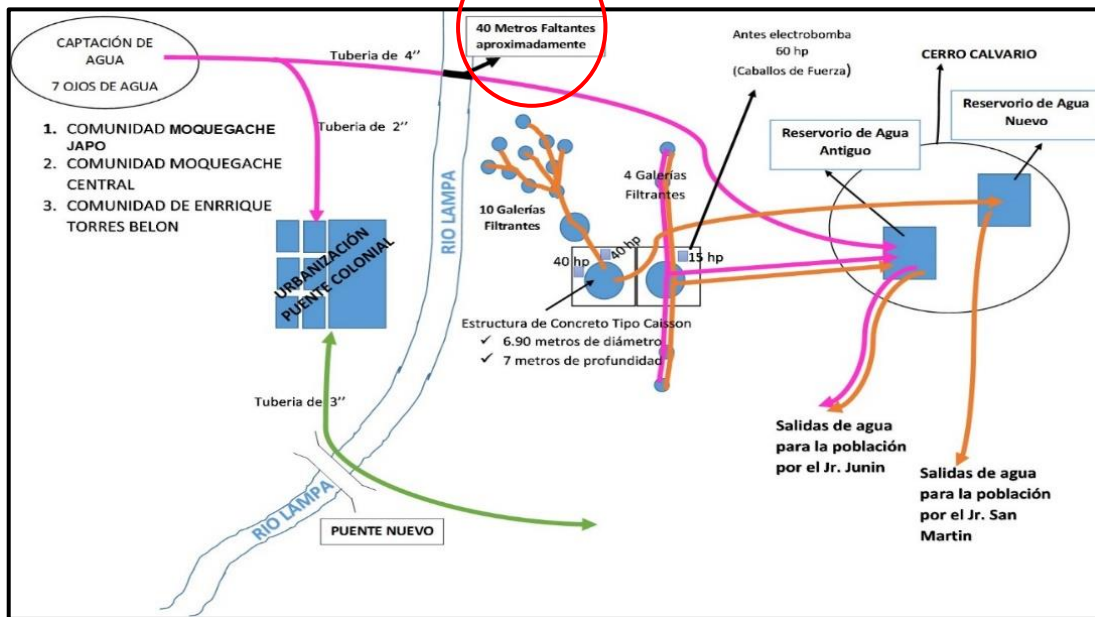 CAPTACIÓN DE
AGUA
7 OJOS DE AGUA
Tuberia de 4’’
40 Metros Faltantes
aproximadamente
Antes electrobomba
60 hp
(Caballos de Fuerza)
CERRO CALVARIO
Reservorio de Agua
Nuevo
Reservorio de Agua
Antiguo
Tuberia de 2’’
1. COMUNIDAD MOQUEGACHE
JAPO
2. COMUNIDAD MOQUEGACHE
CENTRAL
3. COMUNIDAD DE ENRRIQUE
TORRES BELON
RIO LAMPA
4 Galerías
Filtrantes
10 Galerías
Filtrantes
40 hp
40 hp
15 hp
URBANIZACIÓN
PUENTE COLONIAL
Estructura de Concreto Tipo Caisson
✓ 6.90 metros de diámetro
✓ 7 metros de profundidad
Tuberia de 3’’
Salidas de agua
para la población
por el Jr. Junin
Salidas de agua
para la población
por el Jr. San
Martin
RIO LAMPA
PUENTE NUEVO